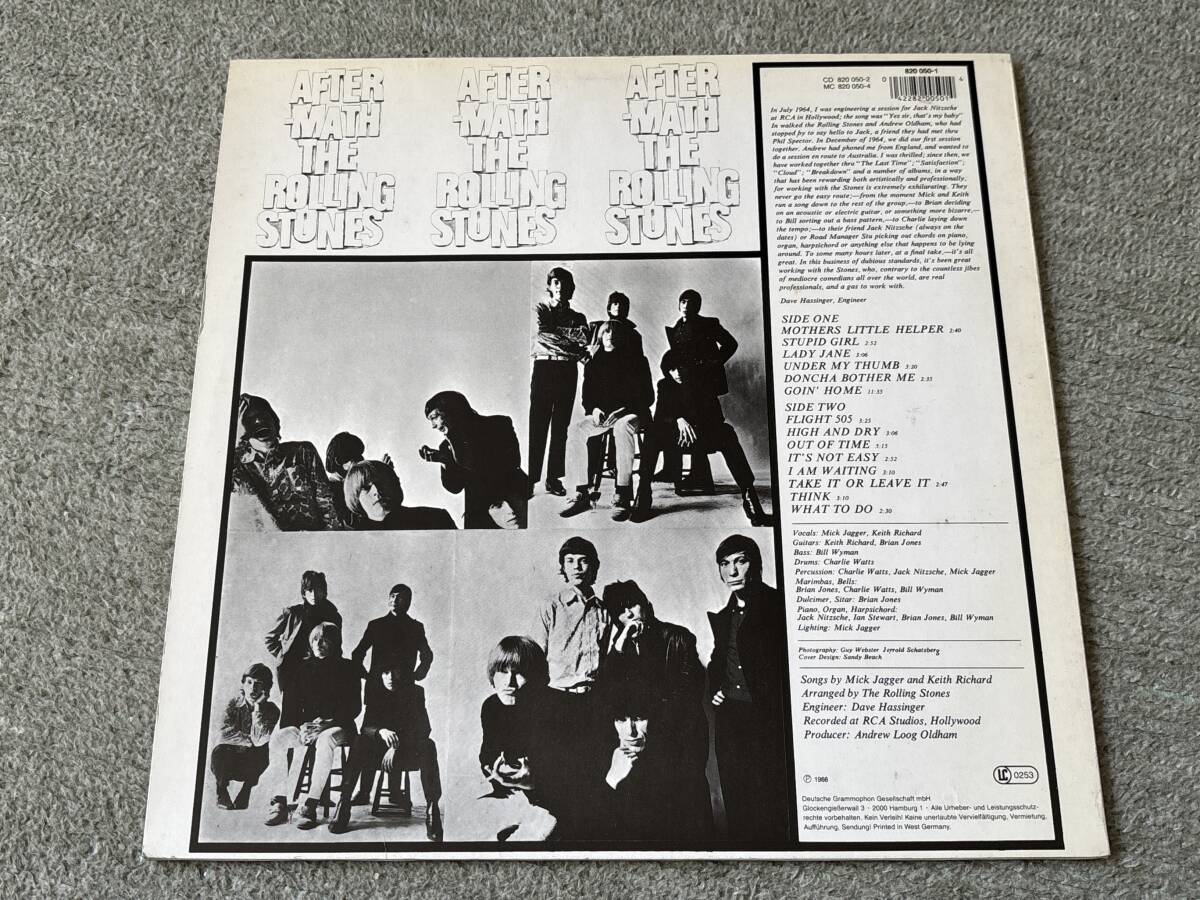 AFTER
-MATH
THE
ROLLING
STONES
AFTER
-MATH
THE
ROLLING
STONES
AFTER
-MATH
THE
ROLLING
STONES
820 050-1
CD 820 050-2
MC 820 050-4
0 42282 00501 4
In July 1964, I was engineering a session for Jack Nitzsche
at RCA in Hollywood; the song was "Yes sir, that's my baby"
In walked the Rolling Stones and Andrew Oldham, who had
stopped by to say hello to Jack, a friend they had met thru
Phil Spector. In December of 1964, we did our first session
together. Andrew had phoned me from England, and wanted to
do a session en route to Australia. I was thrilled; since then, we
have worked together thru "The Last Time"; "Satisfaction";
"Cloud"; "Breakdown" and a number of albums, in a way
that has been rewarding both artistically and professionally,
for working with the Stones is extremely exhilarating. They
never go the easy route;—from the moment Mick and Keith
run a song down to the rest of the group,—to Brian deciding
on an acoustic or electric guitar, or something more bizarre,—
to Bill sorting out a bass pattern,—to Charlie laying down
the tempo;—to their friend Jack Nitzsche (always on the
dates) or Road Manager Stu picking out chords on piano,
organ, harpsichord or anything else that happens to be lying
around. To some many hours later, at a final take,—it's all
great. In this business of dubious standards, it's been great
working with the Stones, who, contrary to the countless jibes
of mediocre comedians all over the world, are real
professionals, and a gas to work with.
Dave Hassinger, Engineer
SIDE ONE
MOTHERS LITTLE HELPER 2:40
STUPID GIRL 2:52
LADY JANE 3:06
UNDER MY THUMB 3:20
DONCHA BOTHER ME 2:35
GOIN' HOME 11:35
SIDE TWO
FLIGHT 505 3:25
HIGH AND DRY 3:06
OUT OF TIME 5:15
IT'S NOT EASY 2:52
I AM WAITING 3:10
TAKE IT OR LEAVE IT 2:47
THINK 3:10
WHAT TO DO 2:30
Vocals: Mick Jagger, Keith Richard
Guitars: Keith Richard, Brian Jones
Bass: Bill Wyman
Drums: Charlie Watts
Percussion: Charlie Watts, Jack Nitzsche, Mick Jagger
Marimbas, Bells:
Brian Jones, Charlie Watts, Bill Wyman
Dulcimer, Sitar: Brian Jones
Piano, Organ, Harpsichord:
Jack Nitzsche, Ian Stewart, Brian Jones, Bill Wyman
Lighting: Mick Jagger
Photography: Guy Webster Jerrold Schatzberg
Cover Design: Sandy Beach
Songs by Mick Jagger and Keith Richard
Arranged by The Rolling Stones
Engineer: Dave Hassinger
Recorded at RCA Studios, Hollywood
Producer: Andrew Loog Oldham
℗ 1966
LC 0253
Deutsche Grammophon Gesellschaft mbH
Glockengießerwall 3 · 2000 Hamburg 1 · Alle Urheber- und Leistungsschutz-
rechte vorbehalten. Kein Verleih! Keine unerlaubte Vervielfältigung, Vermietung,
Aufführung, Sendung! Printed in West Germany.